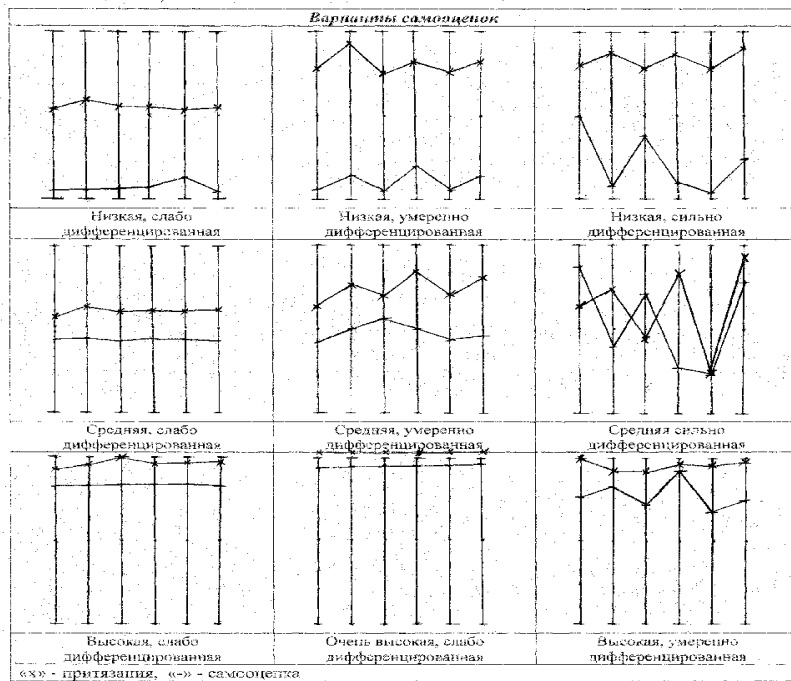 Варианты самооценок
Низкая, слабо
дифференцированная
Низкая, умеренно
дифференцированная
Низкая, сильно
дифференцированная
Средняя, слабо
дифференцированная
Средняя, умеренно
дифференцированная
Средняя сильно
дифференцированная
Высокая, слабо
дифференцированная
Очень высокая, слабо
дифференцированная
Высокая, умеренно
дифференцированная
«х» - притязания, «-» - самооценка